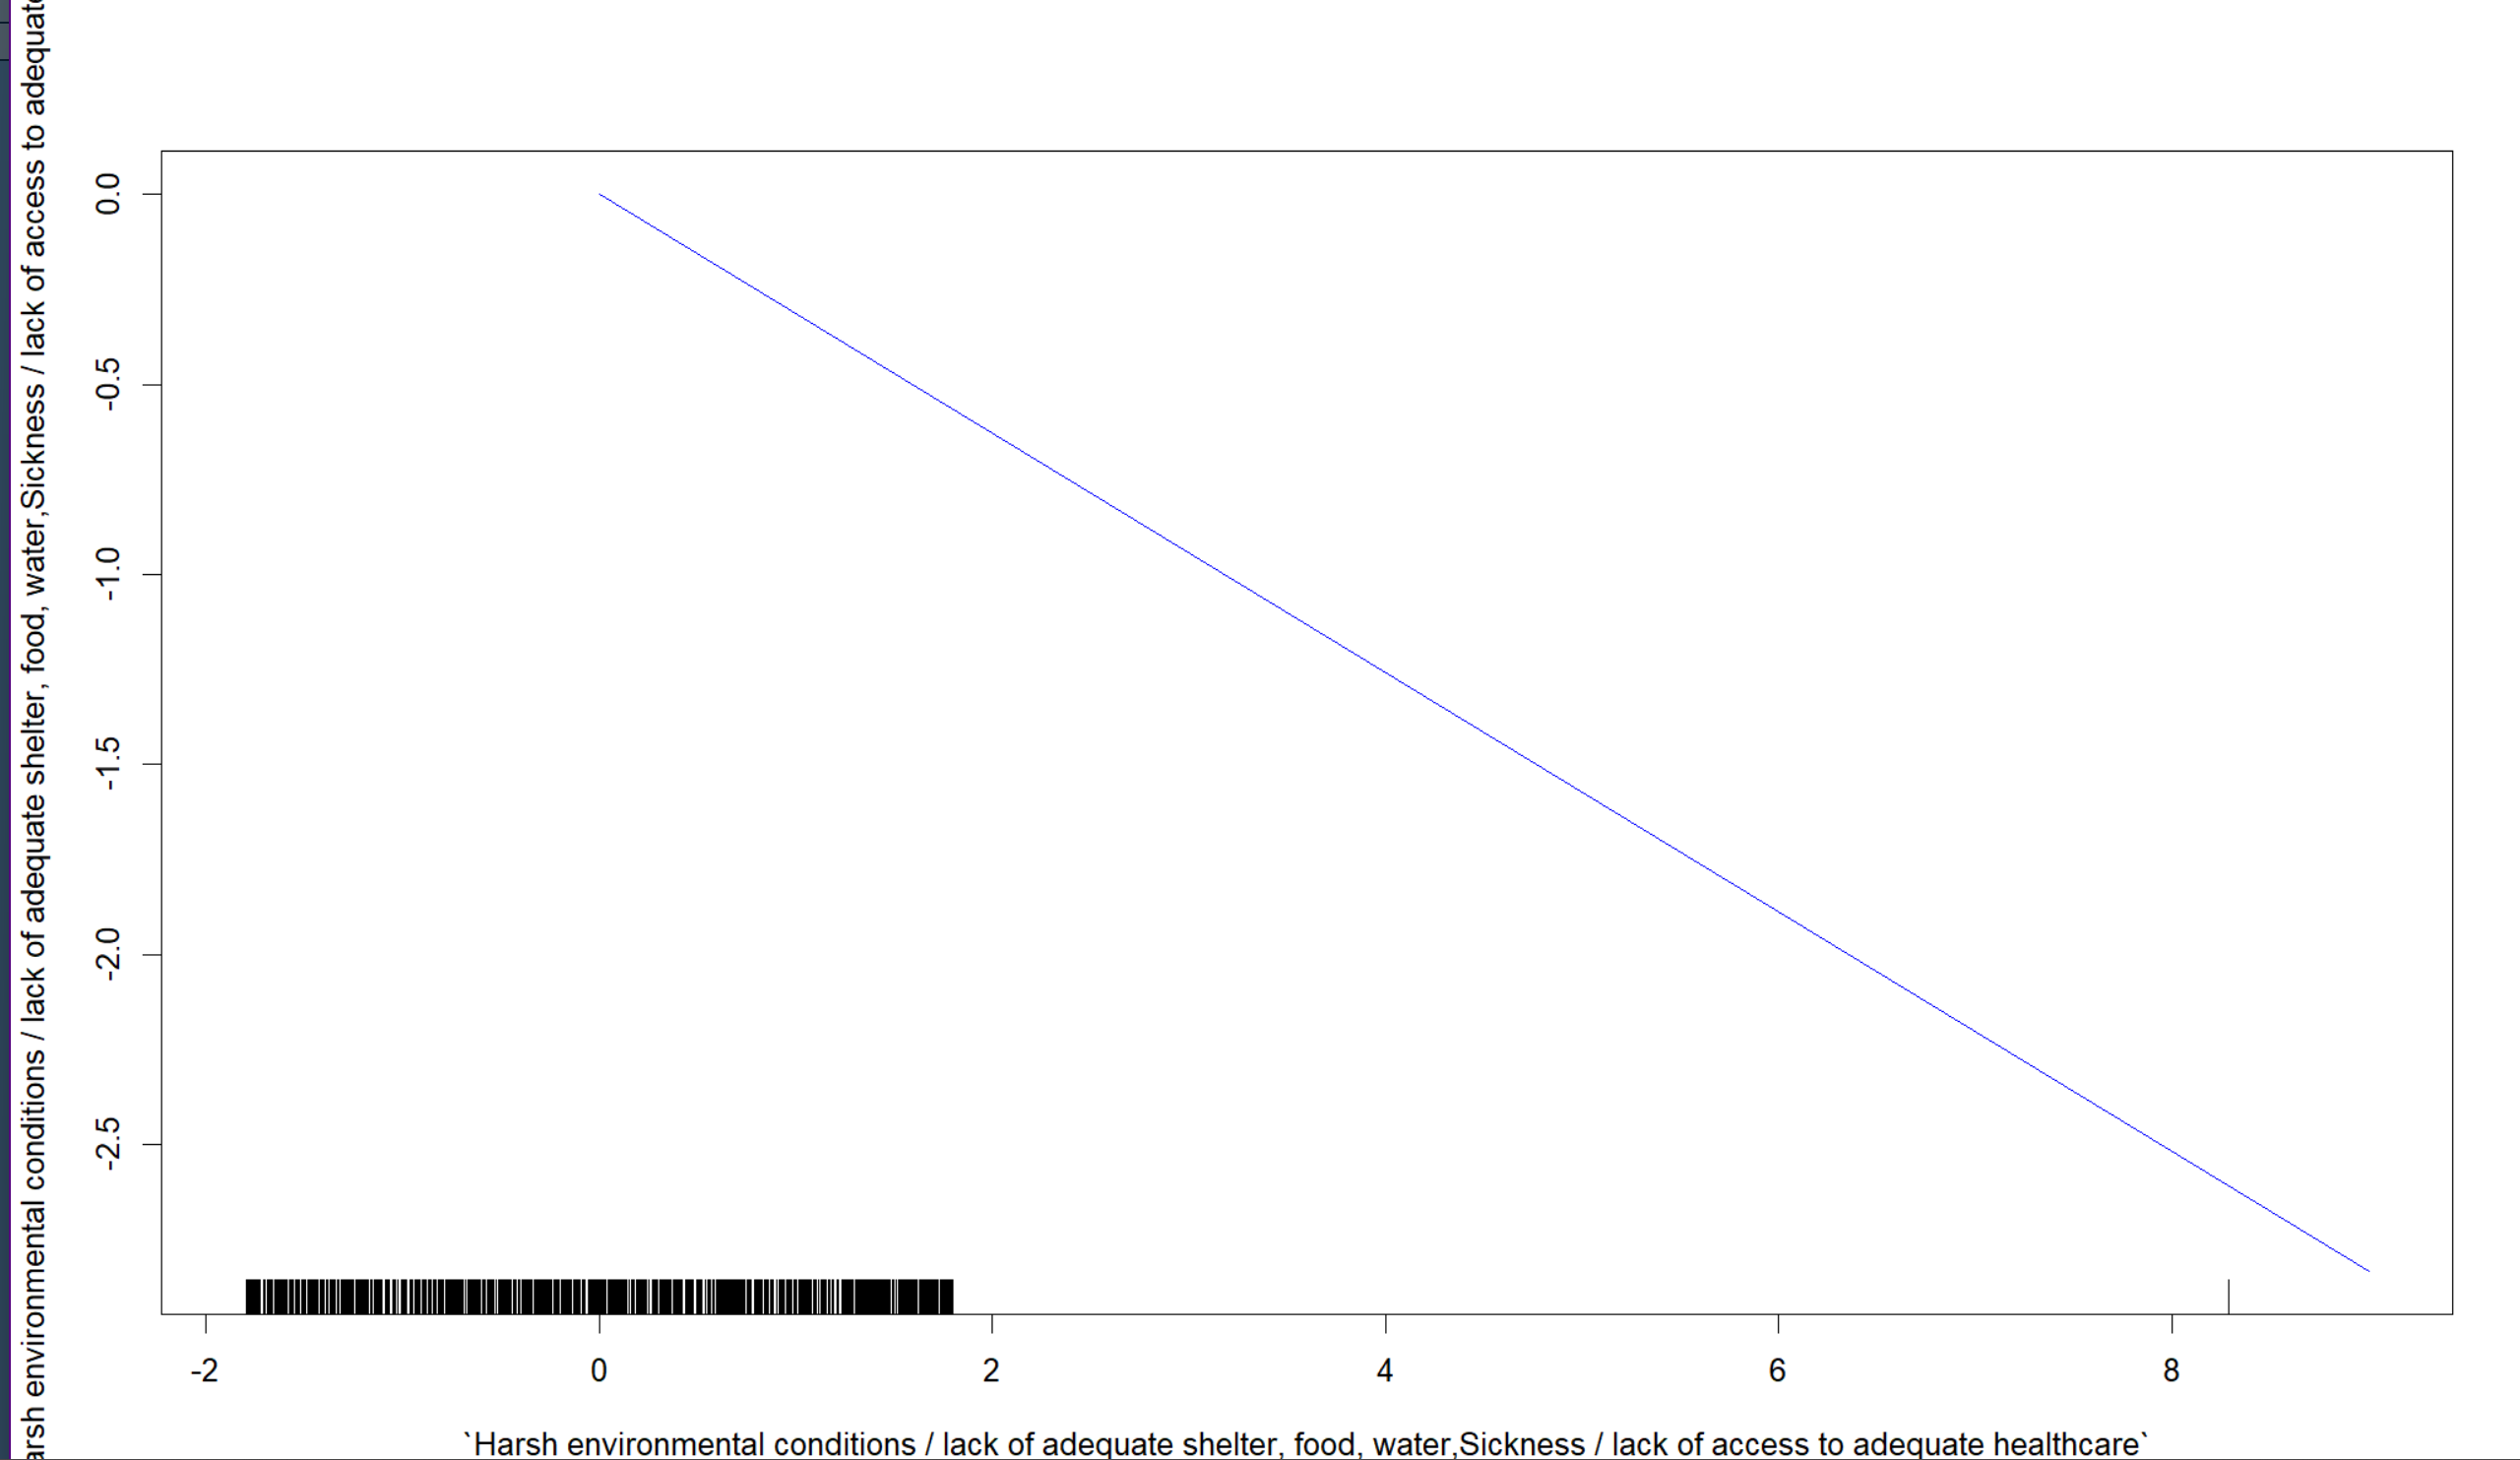 arsh environmental conditions / lack of adequate shelter, food, water,Sickness / lack of access to adequate
0.0
-0.5
-1.0
-1.5
-2.0
-2.5
-2 0 2 4 6 8
`Harsh environmental conditions / lack of adequate shelter, food, water,Sickness / lack of access to adequate healthcare`